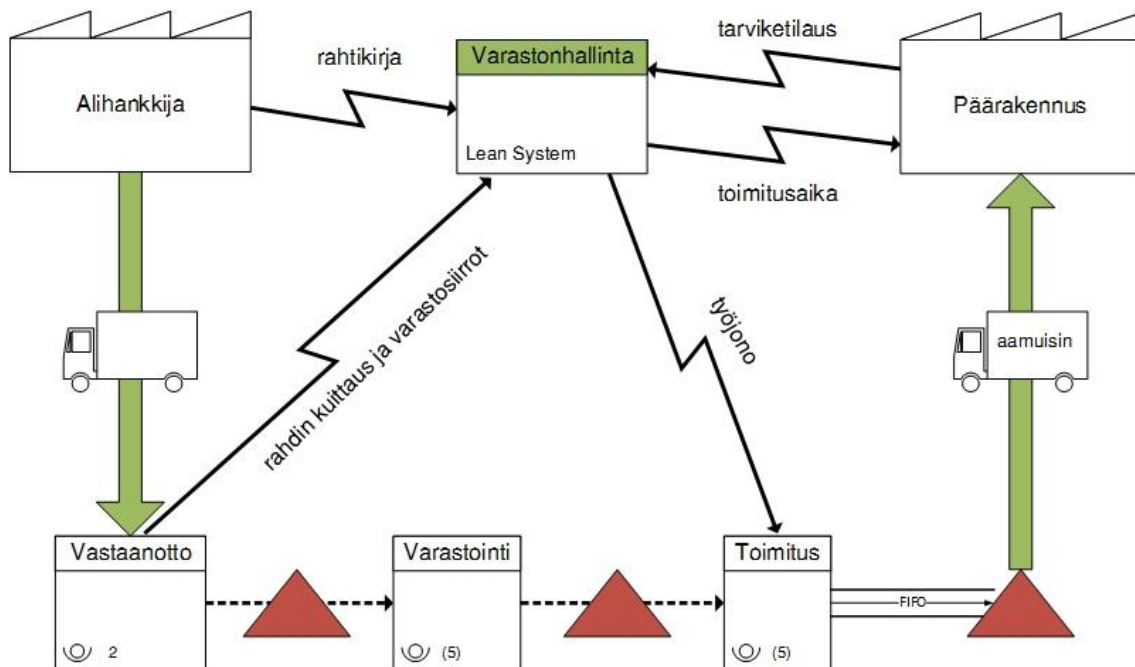 Alihankkija
rahtikirja
Varastonhallinta
Lean System
tarviketilaus
toimitusaika
Päärakennus
rahdin kuittaus ja varastosiirrot
työjono
aamuisin
Vastaanotto
2
Varastointi
(5)
Toimitus
(5)
FIFO